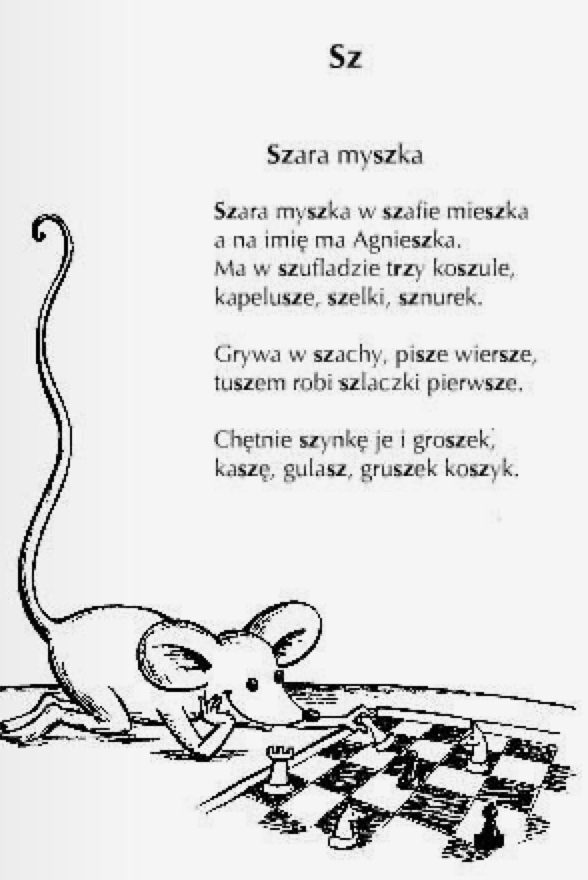 Sz
Szara myszka
Szara myszka w szafie mieszka
a na imię ma Agnieszka.
Ma w szufladzie trzy koszule,
kapelusze, szelki, sznurek.
Grywa w szachy, pisze wiersze,
tuszem robi szlaczki pierwsze.
Chętnie szynkę je i groszek,
kaszę, gulasz, gruszek koszyk.